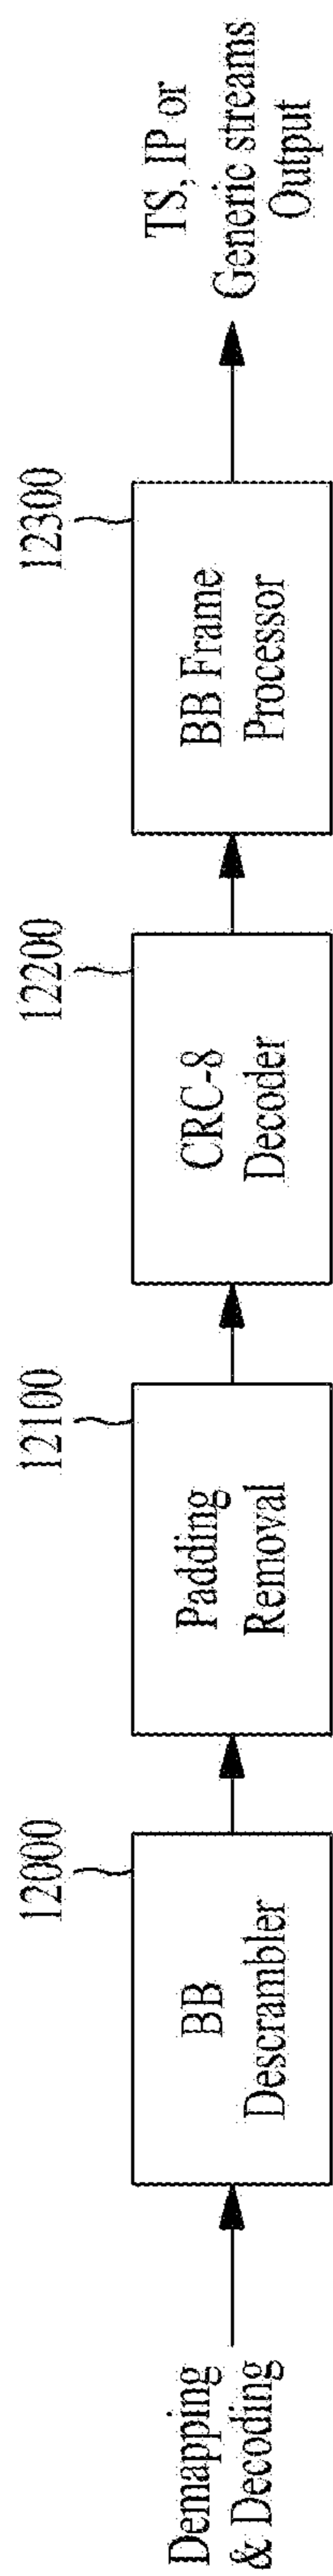 Demapping
& Decoding
12000
BB
Descrambler
12100
Padding
Removal
12200
CRC-8
Decoder
12300
BB Frame
Processor
TS, IP or
Generic streams
Output